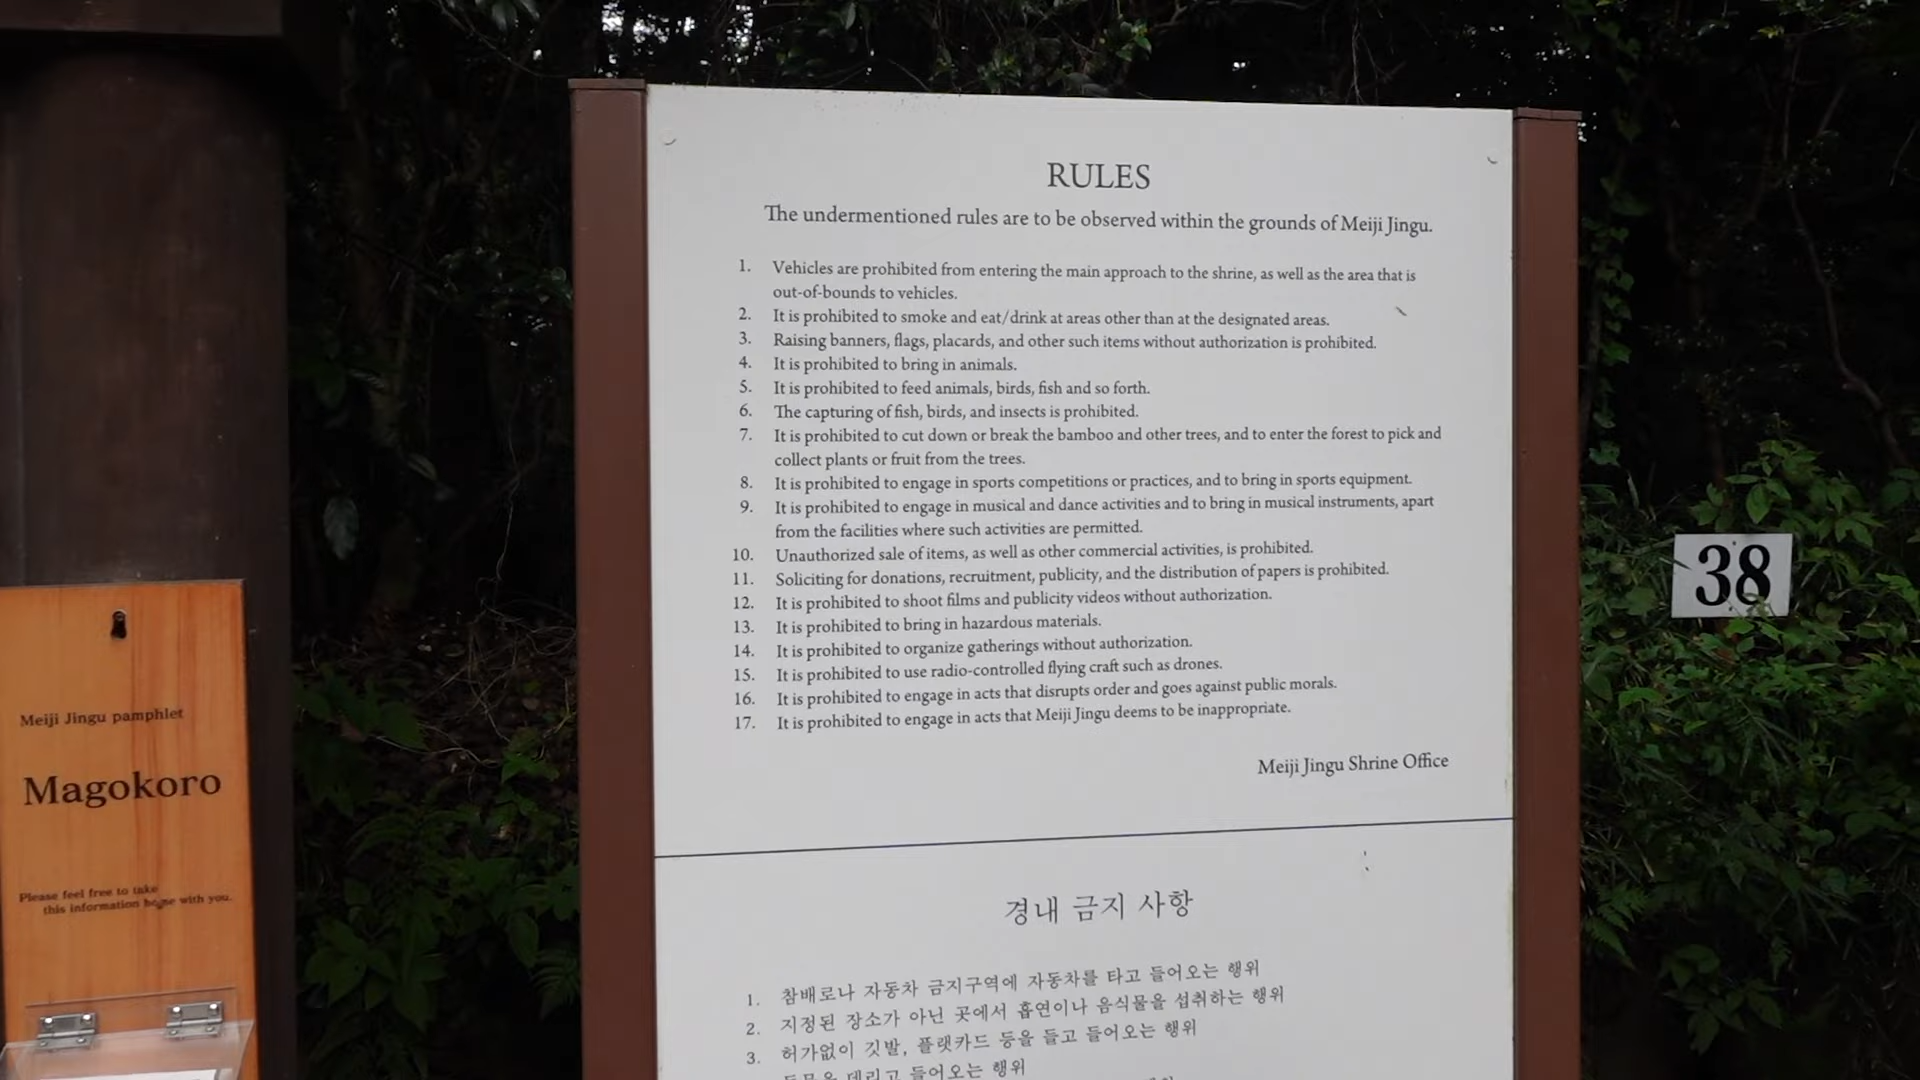 RULES
The undermentioned rules are to be observed within the grounds of Meiji Jingu.
1. Vehicles are prohibited from entering the main approach to the shrine, as well as the area that is
out-of-bounds to vehicles.
2. It is prohibited to smoke and eat/drink at areas other than at the designated areas.
3. Raising banners, flags, placards, and other such items without authorization is prohibited.
4. It is prohibited to bring in animals.
5. It is prohibited to feed animals, birds, fish and so forth.
6. The capturing of fish, birds, and insects is prohibited.
7. It is prohibited to cut down or break the bamboo and other trees, and to enter the forest to pick and
collect plants or fruit from the trees.
8. It is prohibited to engage in sports competitions or practices, and to bring in sports equipment.
9. It is prohibited to engage in musical and dance activities and to bring in musical instruments, apart
from the facilities where such activities are permitted.
10. Unauthorized sale of items, as well as other commercial activities, is prohibited.
11. Soliciting for donations, recruitment, publicity, and the distribution of papers is prohibited.
12. It is prohibited to shoot films and publicity videos without authorization.
13. It is prohibited to bring in hazardous materials.
14. It is prohibited to organize gatherings without authorization.
15. It is prohibited to use radio-controlled flying craft such as drones.
16. It is prohibited to engage in acts that disrupts order and goes against public morals.
17. It is prohibited to engage in acts that Meiji Jingu deems to be inappropriate.
Meiji Jingu Shrine Office
경내 금지 사항
1. 참배로나 자동차 금지구역에 자동차를 타고 들어오는 행위
2. 지정된 장소가 아닌 곳에서 흡연이나 음식물을 섭취하는 행위
3. 허가없이 깃발, 플랫카드 등을 들고 들어오는 행위
데리고 들어오는 행위
Meiji Jingu pamphlet
Magokoro
Please feel free to take
this information home with you.
38